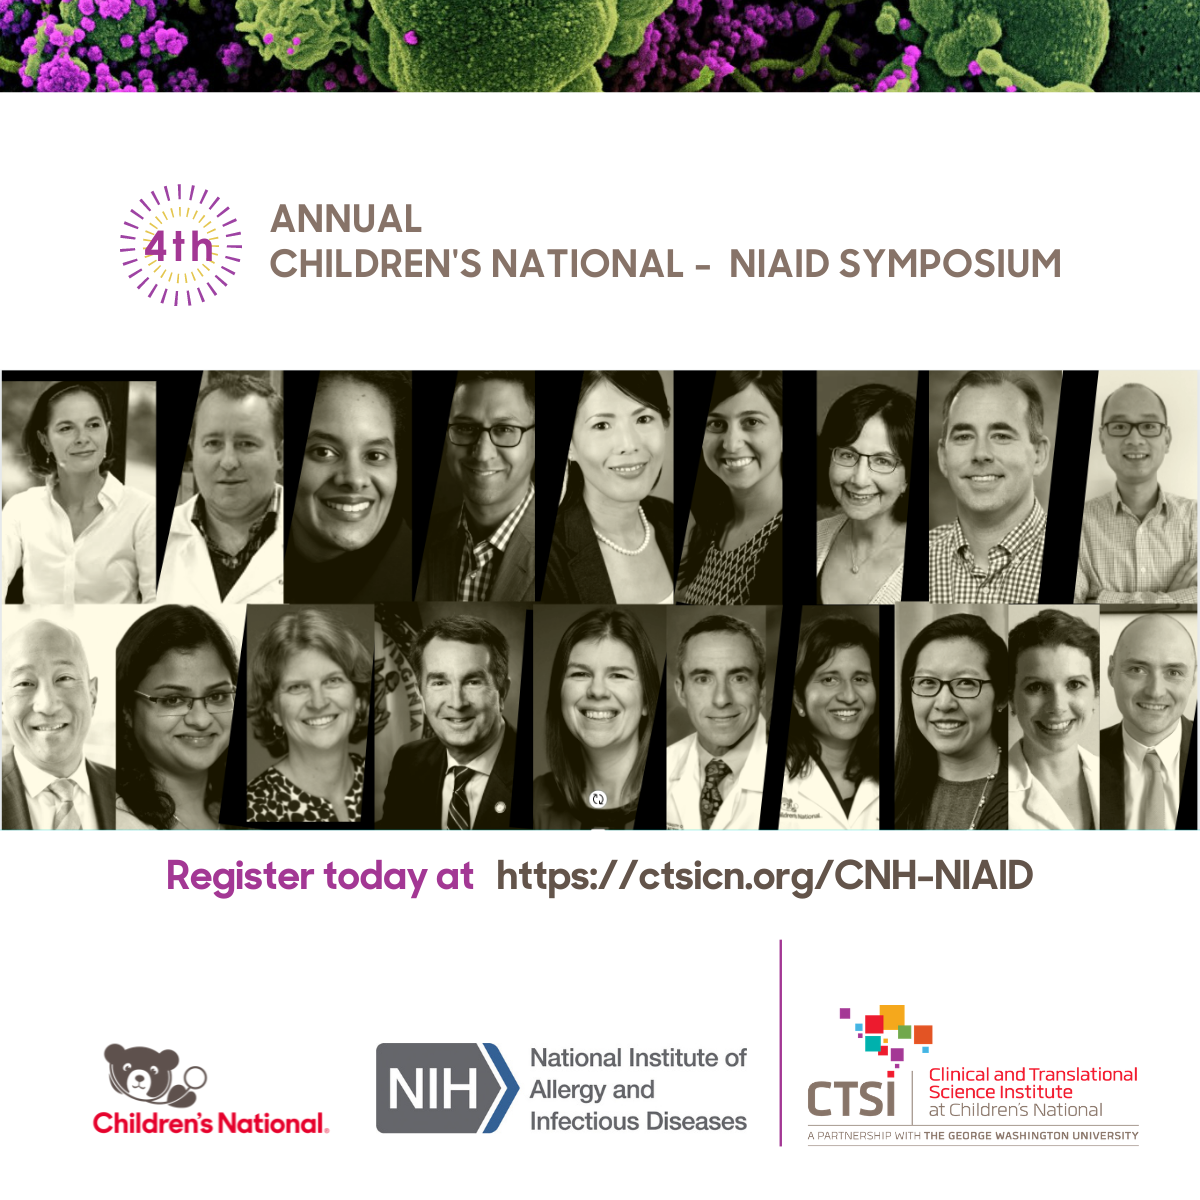 4th
ANNUAL
CHILDREN'S NATIONAL - NIAID SYMPOSIUM
VIRGINIA
Register today at https://ctsicn.org/CNH-NIAID
Children's National®
NIH
National Institute of
Allergy and
Infectious Diseases
CTSI
Clinical and Translational
Science Institute
at Children's National
A PARTNERSHIP WITH THE GEORGE WASHINGTON UNIVERSITY